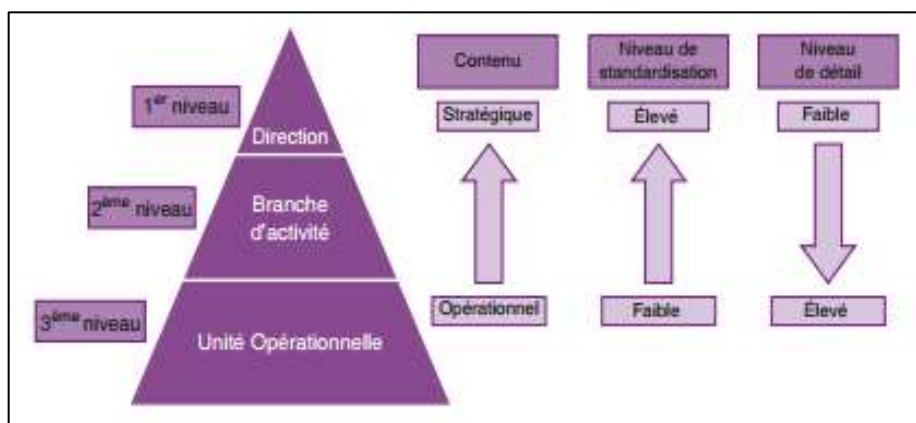 1er niveau
Direction
2ème niveau
Branche
d'activité
3ème niveau
Unité Opérationnelle
Contenu
Stratégique
Opérationnel
Niveau de
standardisation
Élevé
Faible
Niveau
de détail
Faible
Élevé